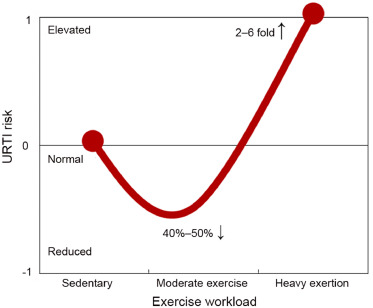 1
Elevated
2–6 fold ↑
URTI risk
0
Normal
40%–50% ↓
Reduced
-1
Sedentary Moderate exercise Heavy exertion
Exercise workload